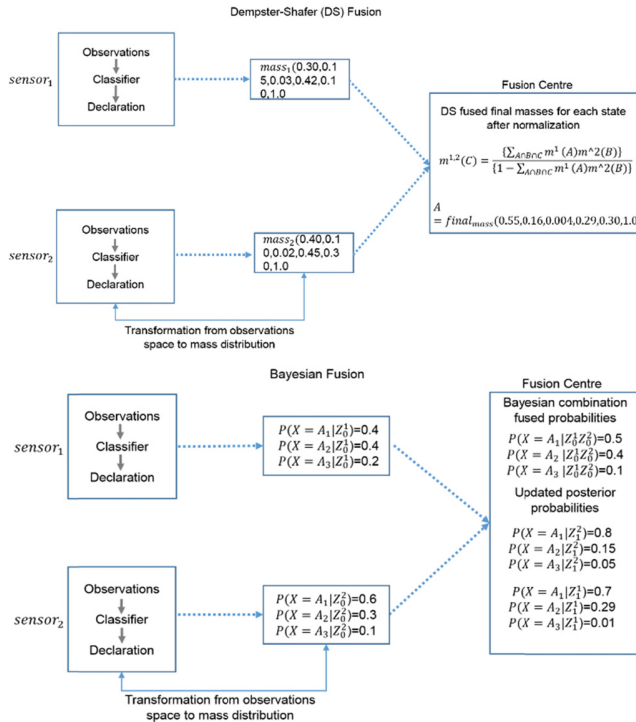 Dempster-Shafer (DS) Fusion
sensor₁
Observations
Classifier
Declaration
mass₁(0.30,0.1
5,0.03,0.42,0.1
0,1.0
Fusion Centre
DS fused final masses for each state
after normalization
m^{1,2}(C) = {∑_{A∩B∩C} m¹ (A)m^2(B)} / {1 − ∑_{A∩B∩C} m¹ (A)m^2(B)}
A
= final_{mass}(0.55,0.16,0.004,0.29,0.30,1.0
sensor₂
Observations
Classifier
Declaration
mass₂(0.40,0.1
0,0.02,0.45,0.3
0,1.0
Transformation from observations
space to mass distribution
Bayesian Fusion
sensor₁
Observations
Classifier
Declaration
P(X = A₁|Z₀¹)=0.4
P(X = A₂|Z₀¹)=0.4
P(X = A₃|Z₀¹)=0.2
Fusion Centre
Bayesian combination
fused probabilities
P(X = A₁|Z₀¹Z₀²)=0.5
P(X = A₂ |Z₀¹Z₀²)=0.4
P(X = A₃ |Z₀¹Z₀²)=0.1
Updated posterior
probabilities
P(X = A₁|Z₁²)=0.8
P(X = A₂|Z₁²)=0.15
P(X = A₃|Z₁²)=0.05
P(X = A₁|Z₁¹)=0.7
P(X = A₂|Z₁¹)=0.29
P(X = A₃|Z₁¹)=0.01
sensor₂
Observations
Classifier
Declaration
P(X = A₁|Z₀²)=0.6
P(X = A₂|Z₀²)=0.3
P(X = A₃|Z₀²)=0.1
Transformation from observations
space to mass distribution